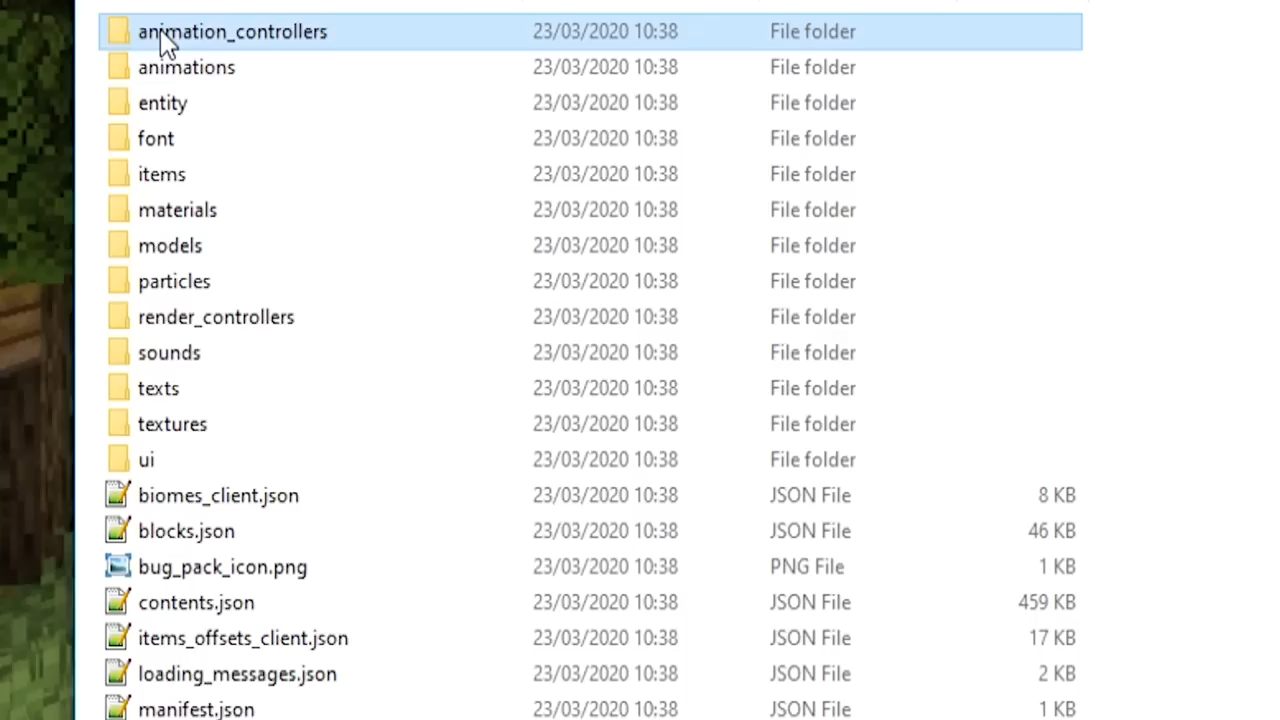 animation_controllers 23/03/2020 10:38 File folder
animations 23/03/2020 10:38 File folder
entity 23/03/2020 10:38 File folder
font 23/03/2020 10:38 File folder
items 23/03/2020 10:38 File folder
materials 23/03/2020 10:38 File folder
models 23/03/2020 10:38 File folder
particles 23/03/2020 10:38 File folder
render_controllers 23/03/2020 10:38 File folder
sounds 23/03/2020 10:38 File folder
texts 23/03/2020 10:38 File folder
textures 23/03/2020 10:38 File folder
ui 23/03/2020 10:38 File folder
biomes_client.json 23/03/2020 10:38 JSON File 8 KB
blocks.json 23/03/2020 10:38 JSON File 46 KB
bug_pack_icon.png 23/03/2020 10:38 PNG File 1 KB
contents.json 23/03/2020 10:38 JSON File 459 KB
items_offsets_client.json 23/03/2020 10:38 JSON File 17 KB
loading_messages.json 23/03/2020 10:38 JSON File 2 KB
manifest.json 23/03/2020 10:38 JSON File 1 KB